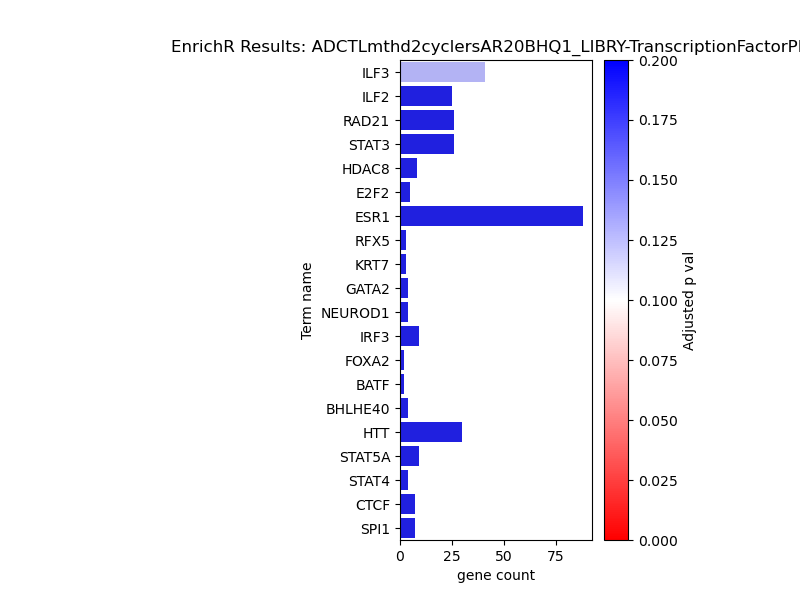 EnrichR Results: ADCTLmthd2cyclersAR20BHQ1_LIBRY-TranscriptionFactorP
ILF3
ILF2
RAD21
STAT3
HDAC8
E2F2
ESR1
RFX5
KRT7
GATA2
NEUROD1
IRF3
FOXA2
BATF
BHLHE40
HTT
STAT5A
STAT4
CTCF
SPI1
Term name
0 25 50 75
gene count
0.200
0.175
0.150
0.125
0.100
0.075
0.050
0.025
0.000
Adjusted p val